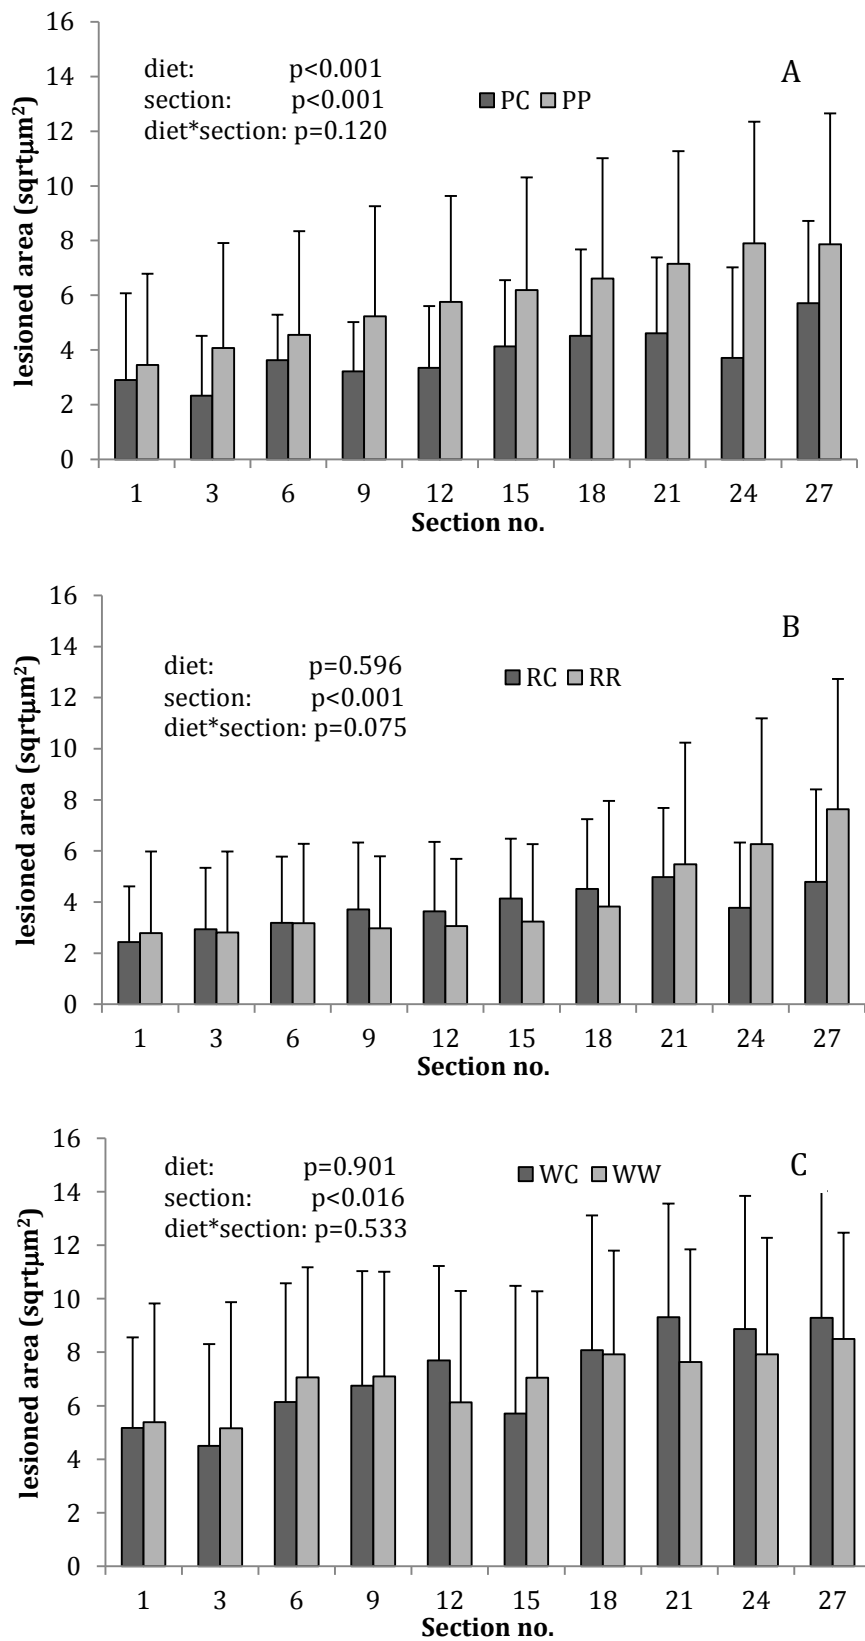 16
14
12
10
8
6
4
2
0
lesioned area (sqrtµm²)
diet: p<0.001
section: p<0.001
diet*section: p=0.120
PC PP
A
1 3 6 9 12 15 18 21 24 27
Section no.
16
14
12
10
8
6
4
2
0
lesioned area (sqrtµm²)
diet: p=0.596
section: p<0.001
diet*section: p=0.075
RC RR
B
1 3 6 9 12 15 18 21 24 27
Section no.
16
14
12
10
8
6
4
2
0
lesioned area (sqrtµm²)
diet: p=0.901
section: p<0.016
diet*section: p=0.533
WC WW
C
1 3 6 9 12 15 18 21 24 27
Section no.